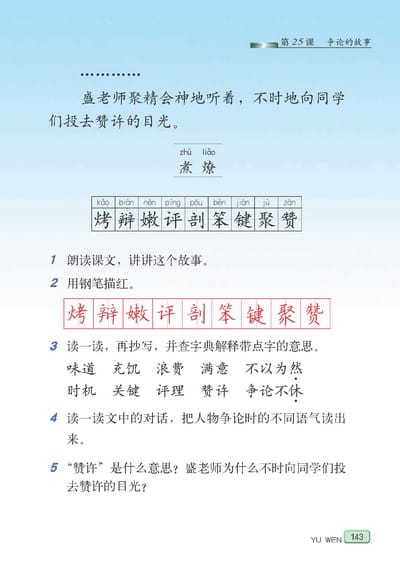 第25课 争论的故事
…………
盛老师聚精会神地听着，不时地向同学
们投去赞许的目光。
zhǔ liáo
煮 燎
kǎo biàn nèn píng pōu bèn jiàn jù zàn
烤 辩 嫩 评 剖 笨 键 聚 赞
1 朗读课文，讲讲这个故事。
2 用钢笔描红。
烤 辩 嫩 评 剖 笨 键 聚 赞
3 读一读，再抄写，并查字典解释带点字的意思。
味道 充饥 浪费 满意 不以为然
时机 关键 评理 赞许 争论不休
4 读一读文中的对话，把人物争论时的不同语气读出
来。
5 “赞许”是什么意思？盛老师为什么不时向同学们投
去赞许的目光？
YU WEN 143